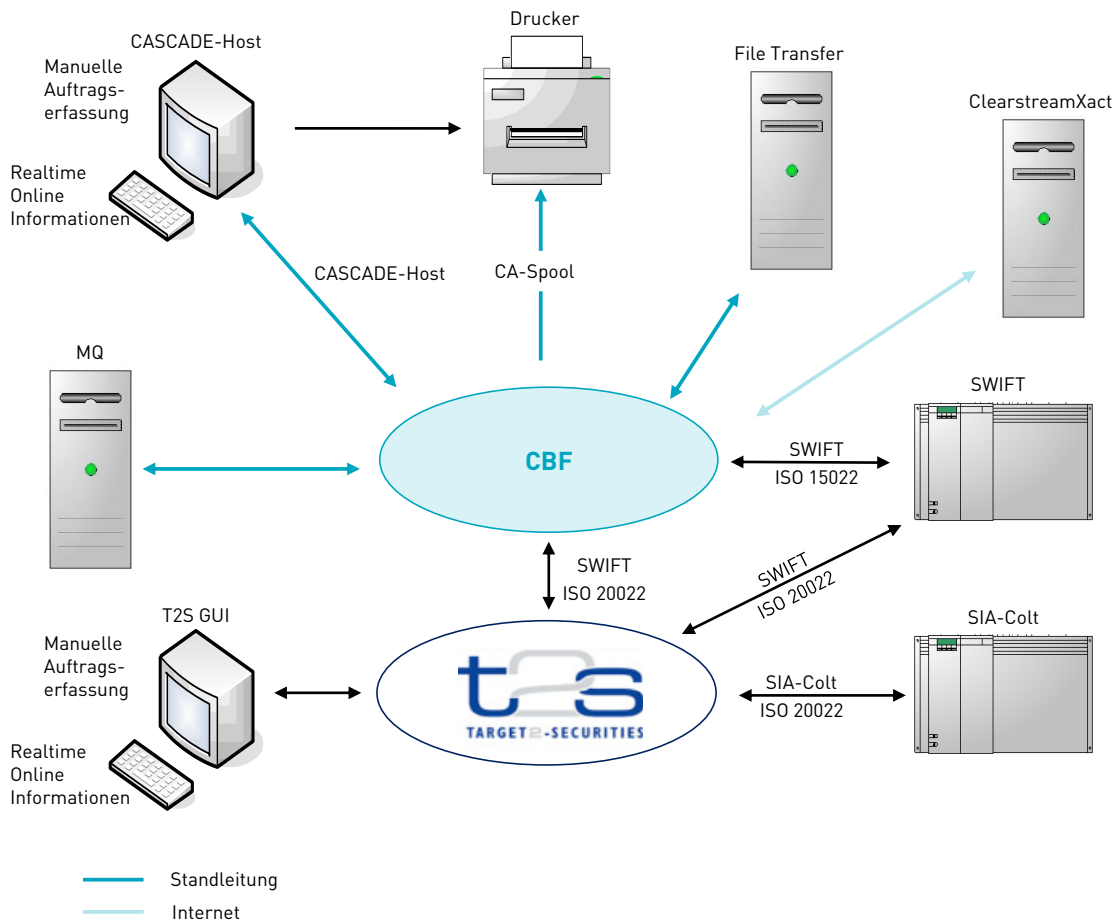 Drucker
CASCADE-Host
File Transfer
Manuelle
Auftrags-
erfassung
ClearstreamXact
Realtime
Online
Informationen
CASCADE-Host
CA-Spool
MQ
SWIFT
CBF
SWIFT
ISO 15022
SWIFT
ISO 20022
SWIFT
ISO 20022
T2S GUI
SIA-Colt
Manuelle
Auftrags-
erfassung
t2s
TARGET2-SECURITIES
SIA-Colt
ISO 20022
Realtime
Online
Informationen
Standleitung
Internet